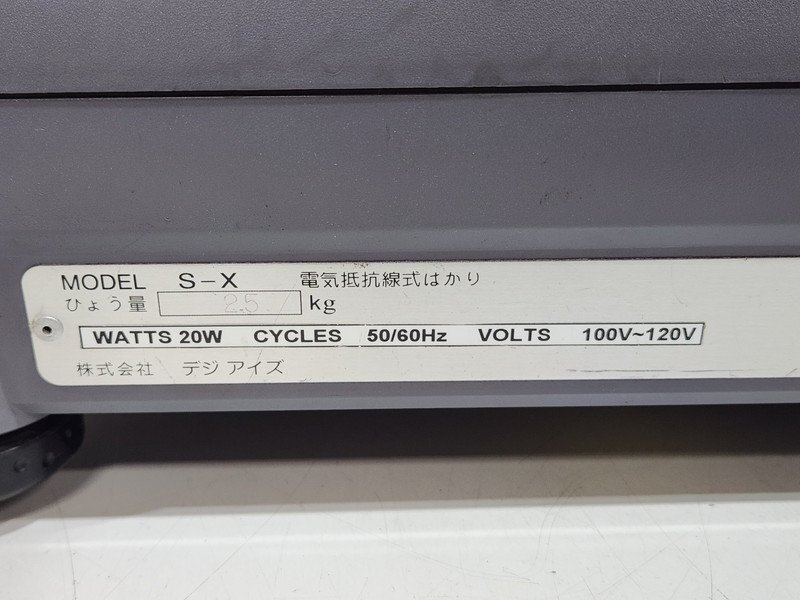 MODEL S-X 電気抵抗線式はかり
ひょう量 25 kg
WATTS 20W CYCLES 50/60Hz VOLTS 100V~120V
株式会社 デジアイズ